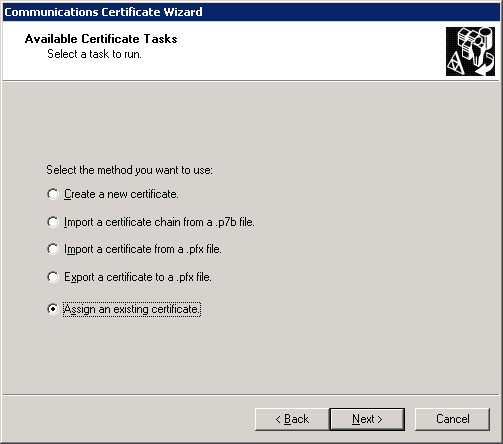 Communications Certificate Wizard
Available Certificate Tasks
Select a task to run.
Select the method you want to use:
Create a new certificate.
Import a certificate chain from a .p7b file.
Import a certificate from a .pfx file.
Export a certificate to a .pfx file.
Assign an existing certificate.
< Back
Next >
Cancel